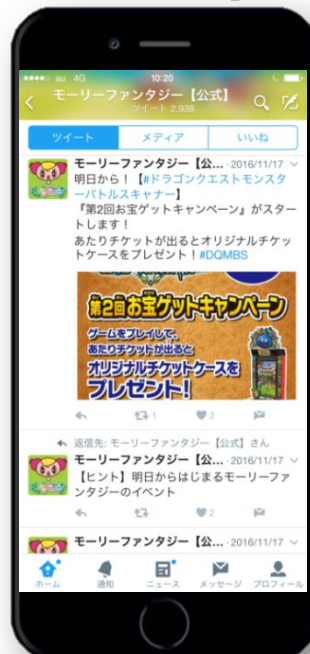 au 4G 10:20
モーリーファンタジー【公式】
ツイート 2,938
ツイート メディア いいね
モーリーファンタジー【公... · 2016/11/17
明日から！【#ドラゴンクエストモンスタ
ーバトルスキャナー】
『第2回お宝ゲットキャンペーン』がスター
トします！
あたりチケットが出るとオリジナルチケッ
トケースをプレゼント！#DQMBS
第2回お宝ゲットキャンペーン
ゲームをプレイして、
あたりチケットが出ると
オリジナルチケットケースを
プレゼント!
1 2
返信先: モーリーファンタジー【公式】さん
モーリーファンタジー【公... · 2016/11/17
【ヒント】明日からはじまるモーリーファ
ンタジーのイベント
2
モーリーファンタジー【公... · 2016/11/17
ホーム 通知 ニュース メッセージ プロフィール